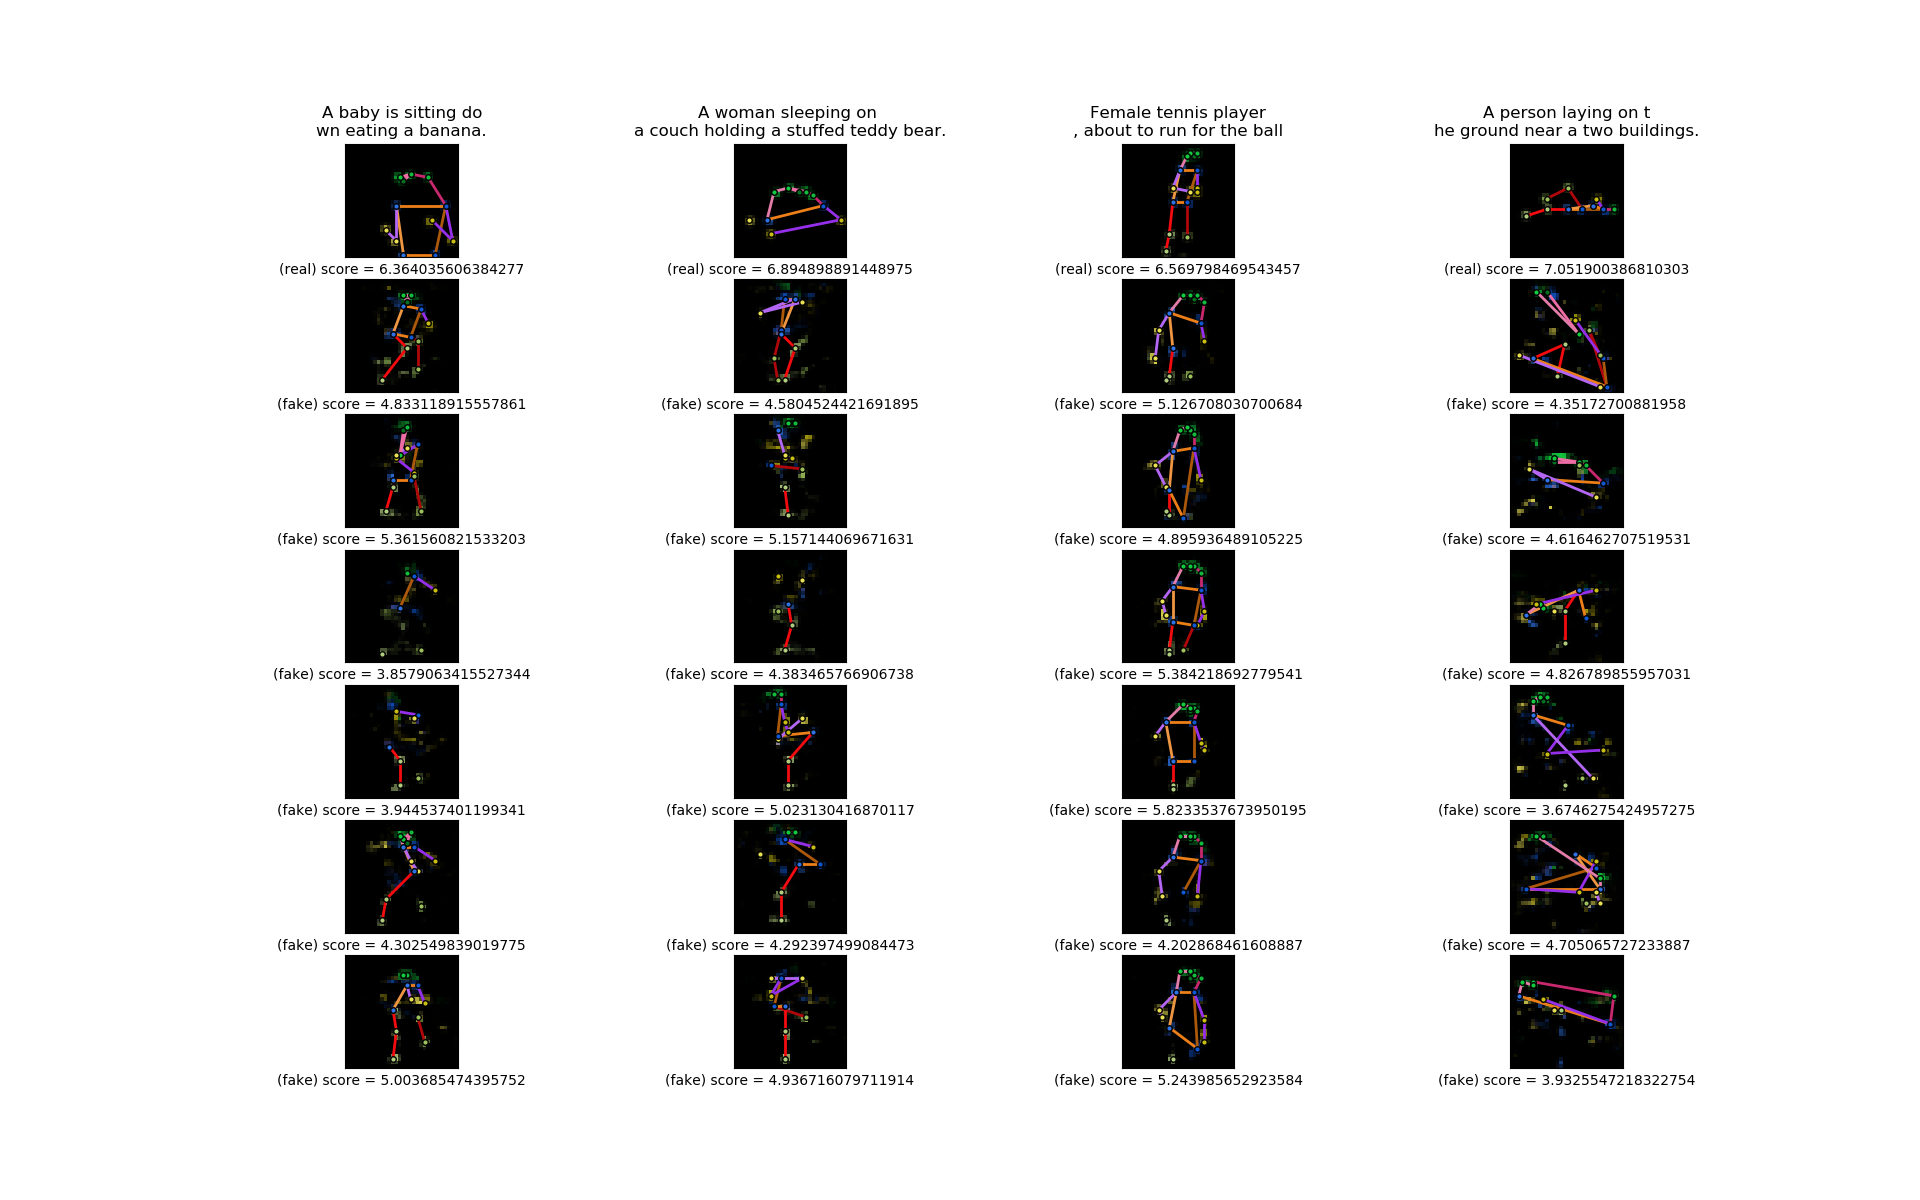 A baby is sitting do
wn eating a banana.
A woman sleeping on
a couch holding a stuffed teddy bear.
Female tennis player
, about to run for the ball
A person laying on t
he ground near a two buildings.
(real) score = 6.364035606384277
(real) score = 6.894898891448975
(real) score = 6.569798469543457
(real) score = 7.051900386810303
(fake) score = 4.833118915557861
(fake) score = 4.5804524421691895
(fake) score = 5.126708030700684
(fake) score = 4.35172700881958
(fake) score = 5.361560821533203
(fake) score = 5.157144069671631
(fake) score = 4.895936489105225
(fake) score = 4.616462707519531
(fake) score = 3.8579063415527344
(fake) score = 4.383465766906738
(fake) score = 5.384218692779541
(fake) score = 4.826789855957031
(fake) score = 3.944537401199341
(fake) score = 5.023130416870117
(fake) score = 5.8233537673950195
(fake) score = 3.6746275424957275
(fake) score = 4.302549839019775
(fake) score = 4.292397499084473
(fake) score = 4.202868461608887
(fake) score = 4.705065727233887
(fake) score = 5.003685474395752
(fake) score = 4.936716079711914
(fake) score = 5.243985652923584
(fake) score = 3.9325547218322754